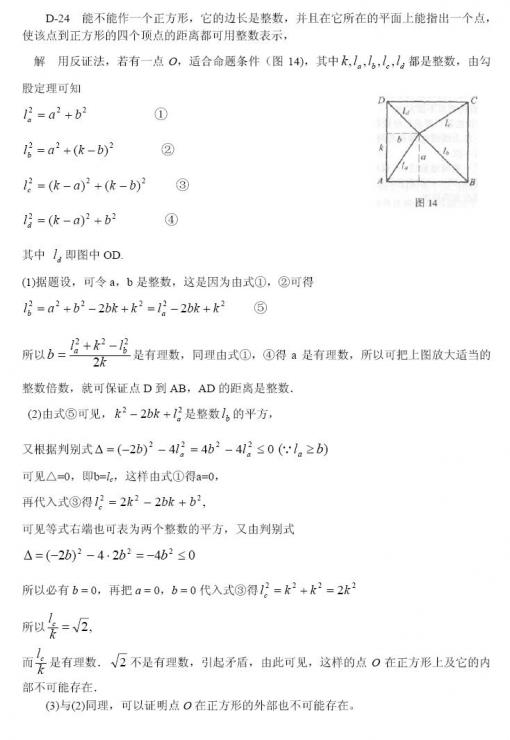 D-24 能不能作一个正方形，它的边长是整数，并且在它所在的平面上能指出一个点，
使该点到正方形的四个顶点的距离都可用整数表示，
解 用反证法，若有一点 O，适合命题条件（图 14），其中 k,l_a,l_b,l_c,l_d 都是整数，由勾
股定理可知
l_a^2 = a^2 + b^2 ①
l_b^2 = a^2 + (k-b)^2 ②
l_c^2 = (k-a)^2 + (k-b)^2 ③
l_d^2 = (k-a)^2 + b^2 ④
D C
l_d l_c
b
k a l_b
l_a
A B
图 14
其中 l_d 即图中 OD.
(1)据题设，可令 a，b 是整数，这是因为由式①，②可得
l_b^2 = a^2 + b^2 - 2bk + k^2 = l_a^2 - 2bk + k^2 ⑤
所以 b = (l_a^2 + k^2 - l_b^2)/2k 是有理数，同理由式①，④得 a 是有理数，所以可把上图放大适当的
整数倍数，就可保证点 D 到 AB，AD 的距离是整数．
(2)由式⑤可见， k^2 - 2bk + l_a^2 是整数 l_b 的平方，
又根据判别式 Δ = (-2b)^2 - 4l_a^2 = 4b^2 - 4l_a^2 ≤ 0 (∵ l_a ≥ b)
可见△=0，即b=l_c，这样由式①得a=0，
再代入式③得 l_c^2 = 2k^2 - 2bk + b^2,
可见等式右端也可表为两个整数的平方，又由判别式
Δ = (-2b)^2 - 4·2b^2 = -4b^2 ≤ 0
所以必有 b = 0，再把 a = 0，b = 0 代入式③得 l_c^2 = k^2 + k^2 = 2k^2
所以 l_c/k = √2,
而 l_c/k 是有理数．√2 不是有理数，引起矛盾，由此可见，这样的点 O 在正方形上及它的内
部不可能存在．
(3)与(2)同理，可以证明点 O 在正方形的外部也不可能存在。